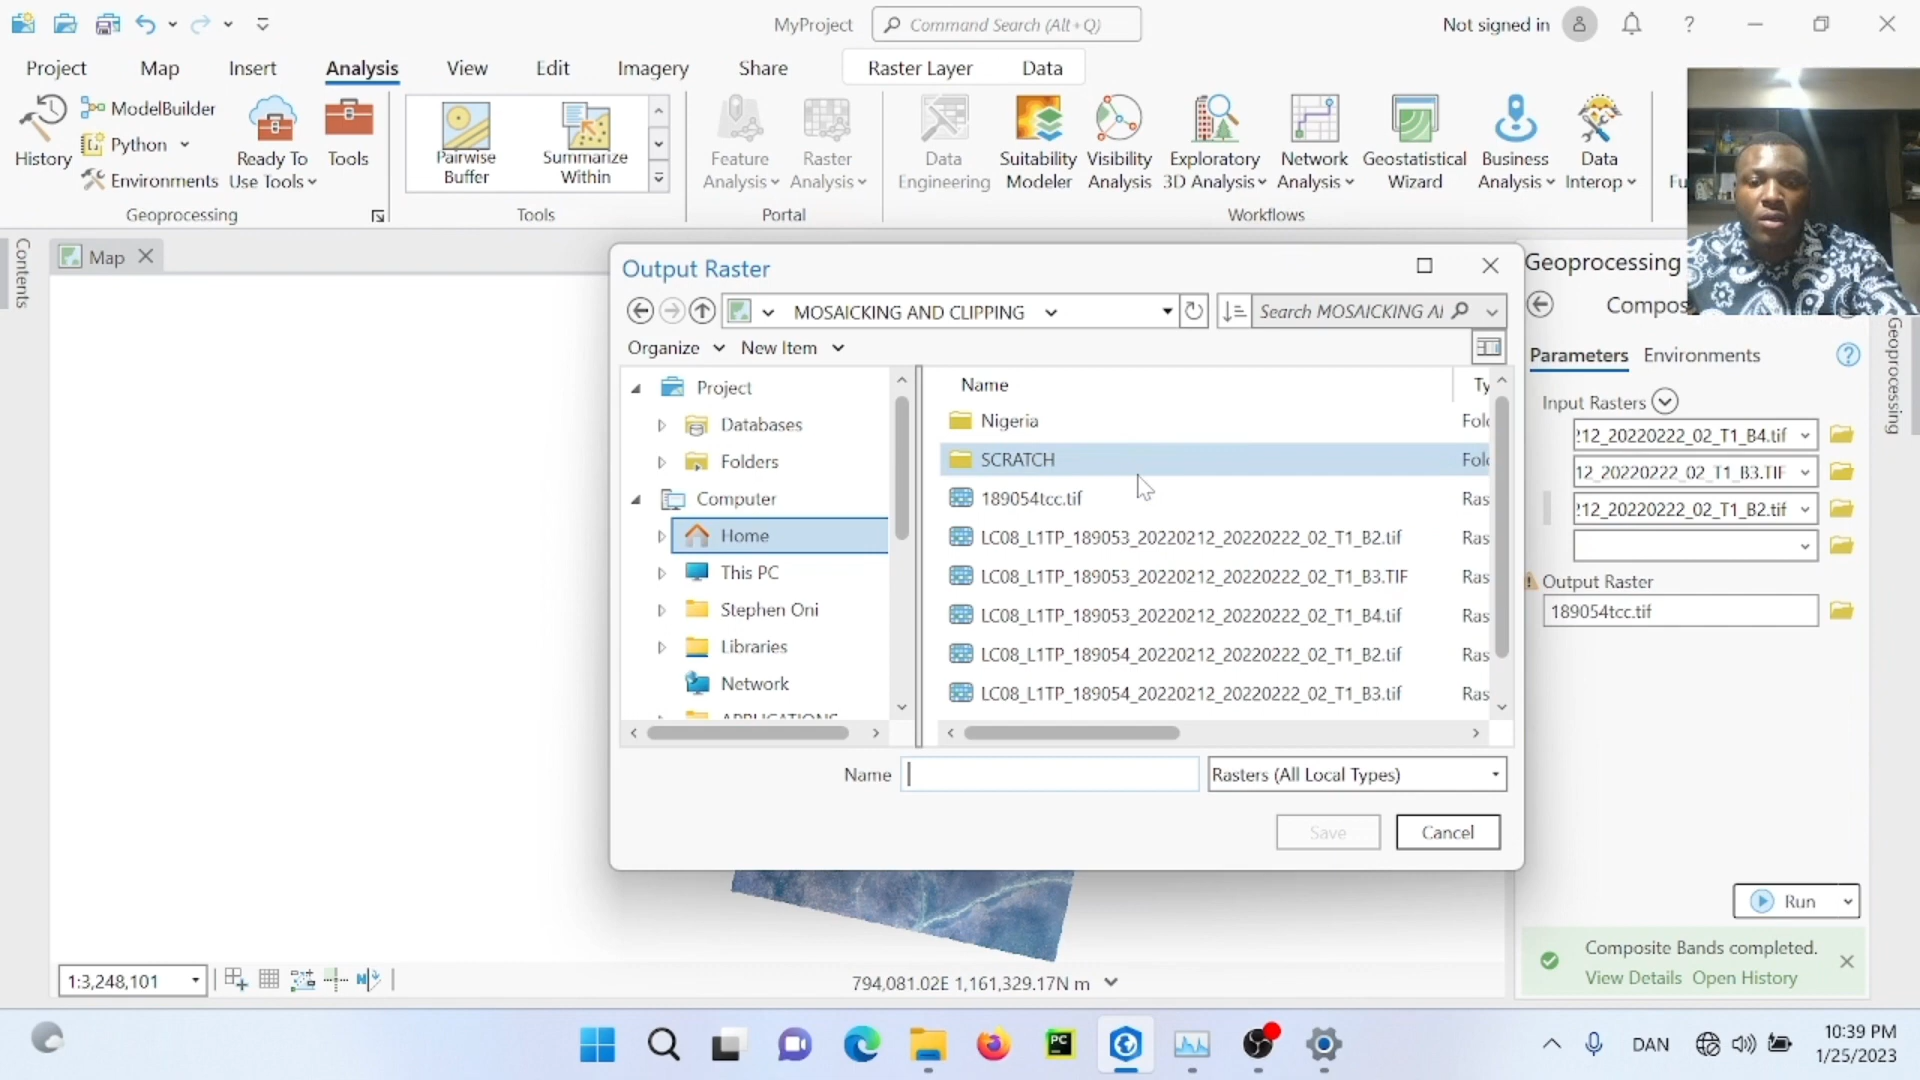 MyProject
Command Search (Alt+Q)
Not signed in
Project
Map
Insert
Analysis
View
Edit
Imagery
Share
Raster Layer
Data
History
ModelBuilder
Python
Environments
Ready To
Use Tools
Tools
Geoprocessing
Pairwise
Buffer
Summarize
Within
Tools
Feature
Analysis
Raster
Analysis
Portal
Data
Engineering
Suitability
Modeler
Visibility
Analysis
Exploratory
3D Analysis
Network
Analysis
Geostatistical
Wizard
Business
Analysis
Data
Interop
Workflows
Contents
Map
Output Raster
MOSAICKING AND CLIPPING
Search MOSAICKING
Organize
New Item
Project
Databases
Folders
Computer
Home
This PC
Stephen Oni
Libraries
Network
Name
Nigeria
SCRATCH
189054tcc.tif
LC08_L1TP_189053_20220212_20220222_02_T1_B2.tif
LC08_L1TP_189053_20220212_20220222_02_T1_B3.TIF
LC08_L1TP_189053_20220212_20220222_02_T1_B4.tif
LC08_L1TP_189054_20220212_20220222_02_T1_B2.tif
LC08_L1TP_189054_20220212_20220222_02_T1_B3.tif
Name
Rasters (All Local Types)
Save
Cancel
Geoprocessing
Parameters
Environments
Input Rasters
212_20220222_02_T1_B4.tif
12_20220222_02_T1_B3.TIF
212_20220222_02_T1_B2.tif
Output Raster
189054tcc.tif
Geoprocessing
Run
Composite Bands completed.
View Details Open History
1:3,248,101
794,081.02E 1,161,329.17N m
DAN
10:39 PM
1/25/2023